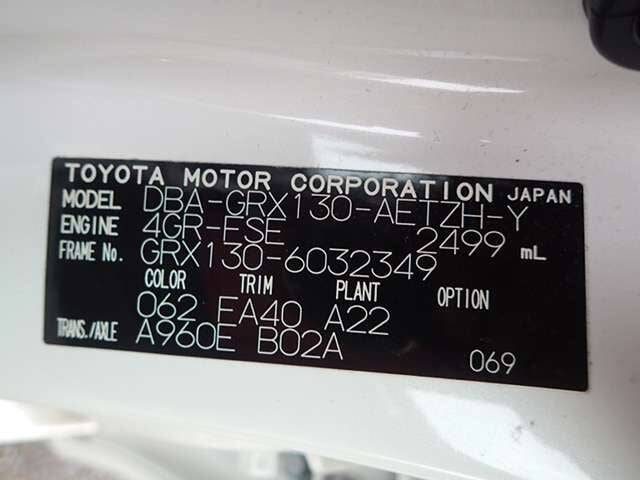 TOYOTA MOTOR CORPORATION JAPAN
MODEL DBA-GRX130-AETZH-Y
ENGINE 4GR-FSE 2499 mL
FRAME No. GRX130-6032349
COLOR TRIM PLANT OPTION
062 FA40 A22
TRANS./AXLE A960E B02A
069